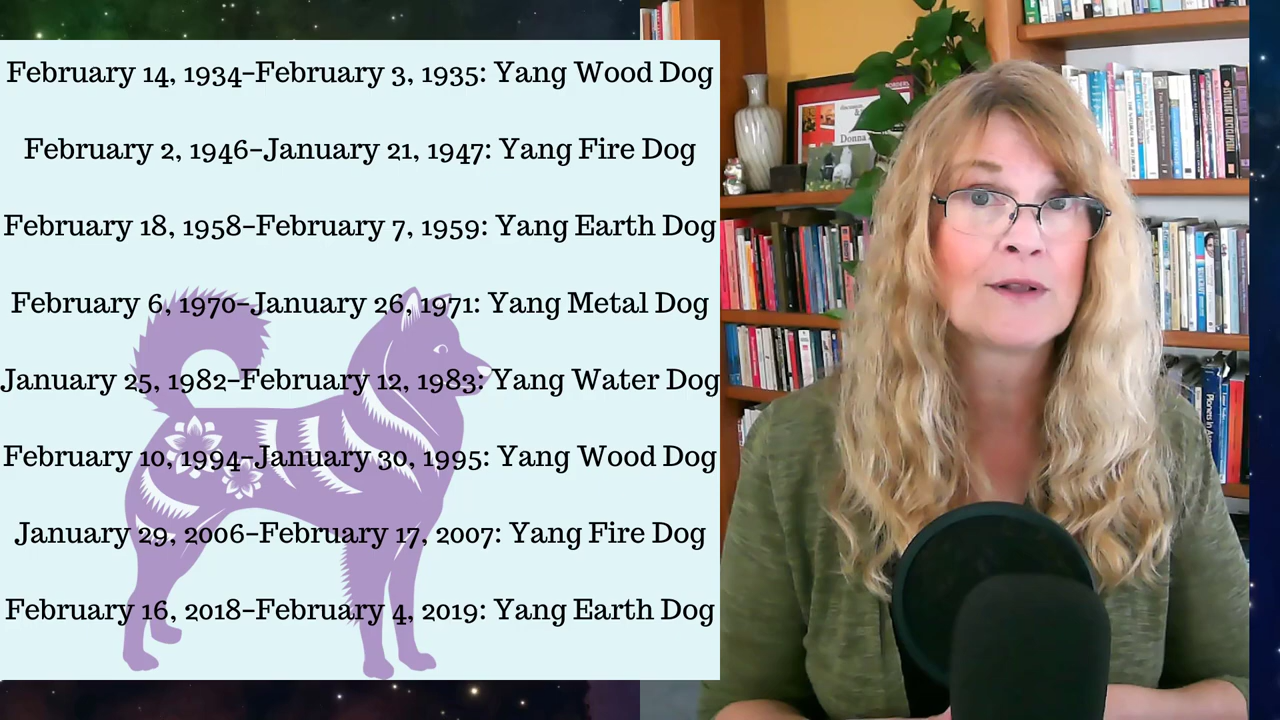 February 14, 1934–February 3, 1935: Yang Wood Dog
February 2, 1946–January 21, 1947: Yang Fire Dog
February 18, 1958–February 7, 1959: Yang Earth Dog
February 6, 1970–January 26, 1971: Yang Metal Dog
January 25, 1982–February 12, 1983: Yang Water Dog
February 10, 1994–January 30, 1995: Yang Wood Dog
January 29, 2006–February 17, 2007: Yang Fire Dog
February 16, 2018–February 4, 2019: Yang Earth Dog
Donna